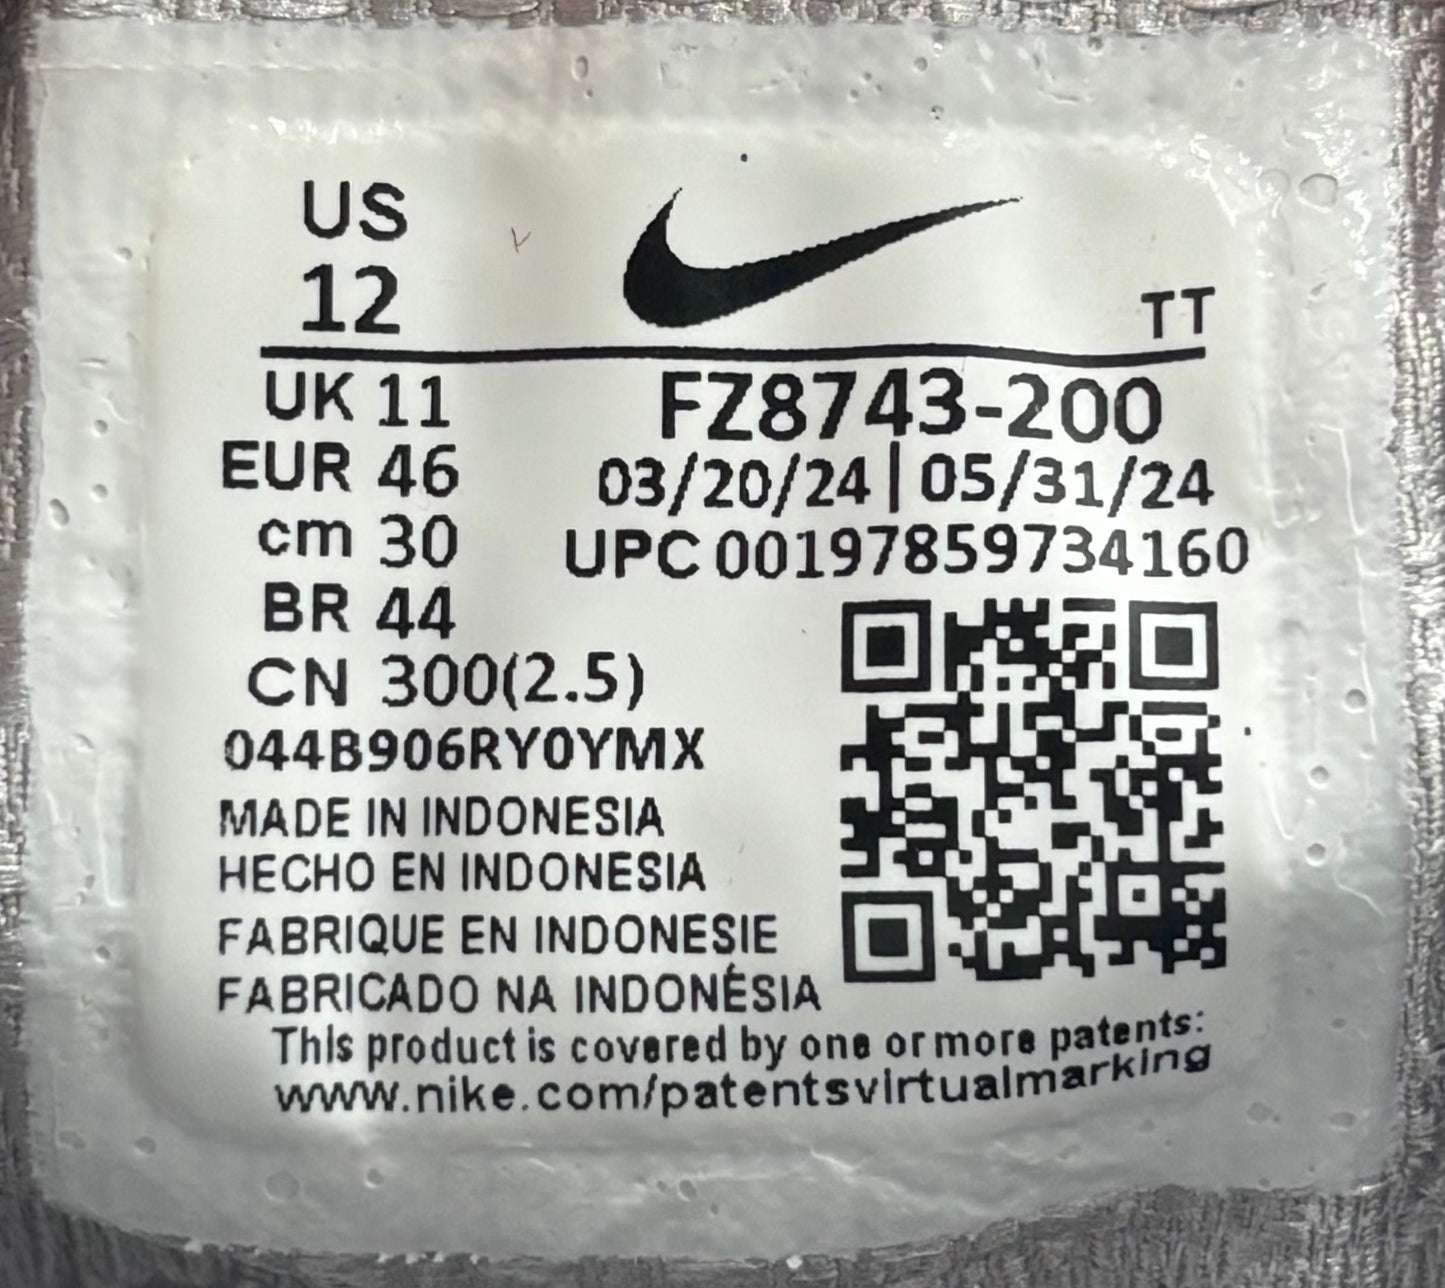 US
12
TT
UK 11
EUR 46
cm 30
BR 44
CN 300(2.5)
FZ8743-200
03/20/24 | 05/31/24
UPC 00197859734160
044B906RY0YMX
MADE IN INDONESIA
HECHO EN INDONESIA
FABRIQUE EN INDONESIE
FABRICADO NA INDONÉSIA
This product is covered by one or more patents:
www.nike.com/patentsvirtualmarking